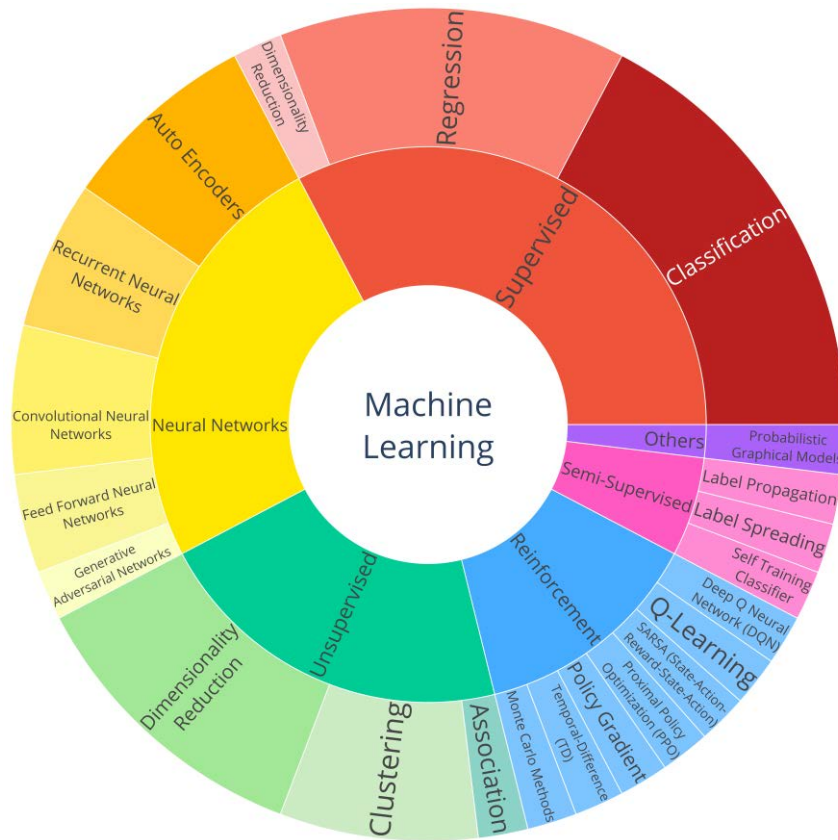 Machine
Learning
Supervised
Classification
Regression
Dimensionality
Reduction
Neural Networks
Auto Encoders
Recurrent Neural
Networks
Convolutional Neural
Networks
Feed Forward Neural
Networks
Generative
Adversarial Networks
Unsupervised
Dimensionality
Reduction
Clustering
Association
Reinforcement
Monte Carlo Methods
Temporal-Difference
(TD)
Policy Gradient
Proximal Policy
Optimization (PPO)
SARSA (State-Action-
Reward-State-Action)
Q-Learning
Deep Q Neural
Network (DQN)
Semi-Supervised
Self Training
Classifier
Label Spreading
Label Propagation
Others
Probabilistic
Graphical Models